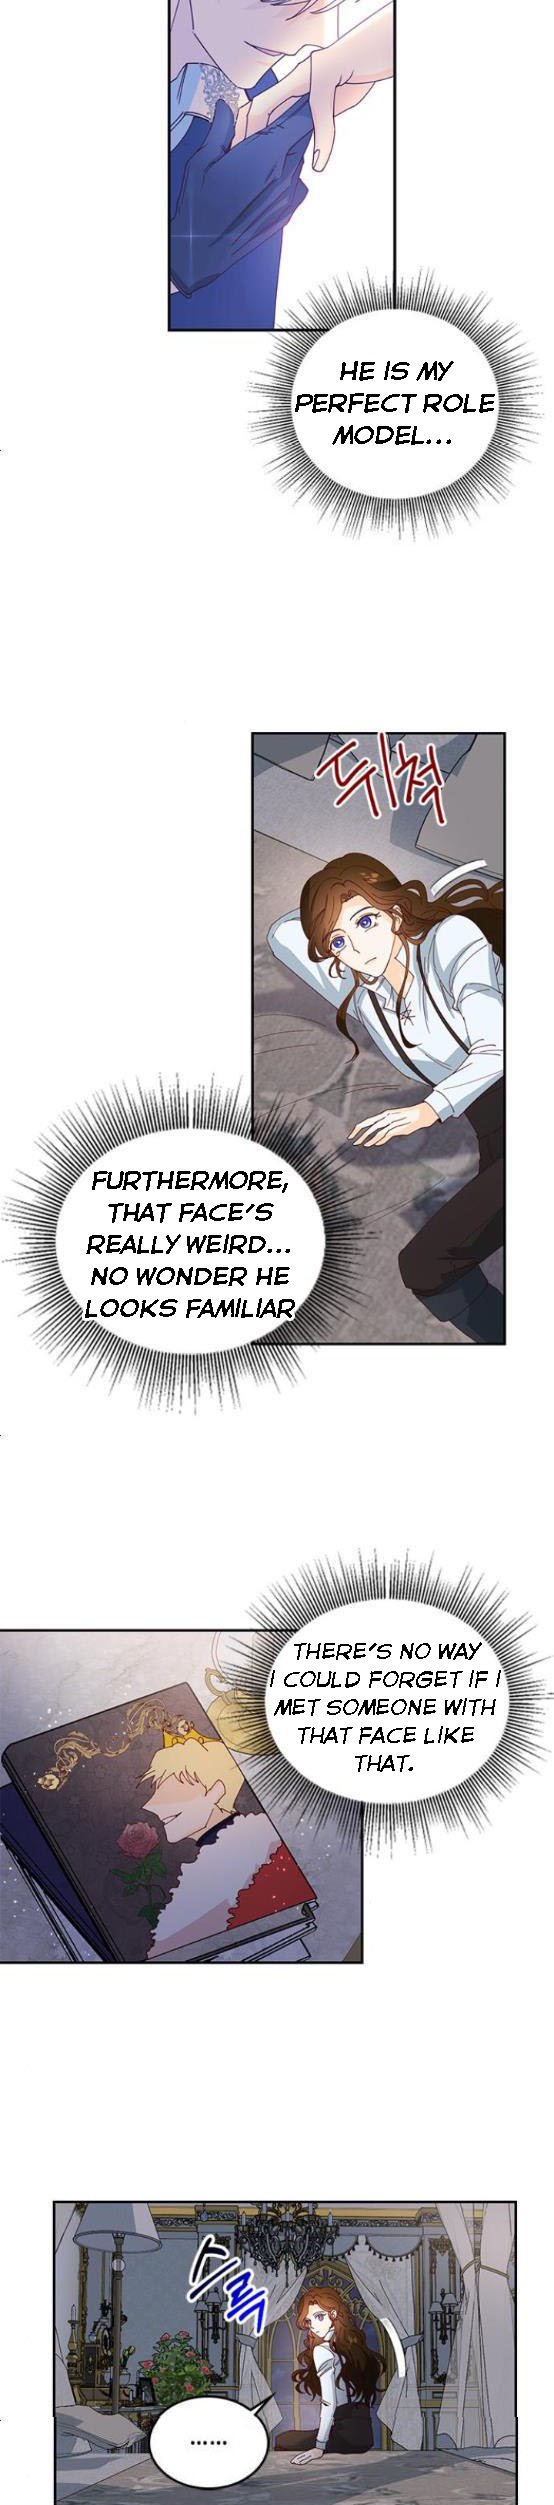 HE IS MY
PERFECT ROLE
MODEL...
뒤척
FURTHERMORE,
THAT FACE'S
REALLY WEIRD...
NO WONDER HE
LOOKS FAMILIAR
THERE'S NO WAY
I COULD FORGET IF I
MET SOMEONE WITH
THAT FACE LIKE
THAT.
스륵
......